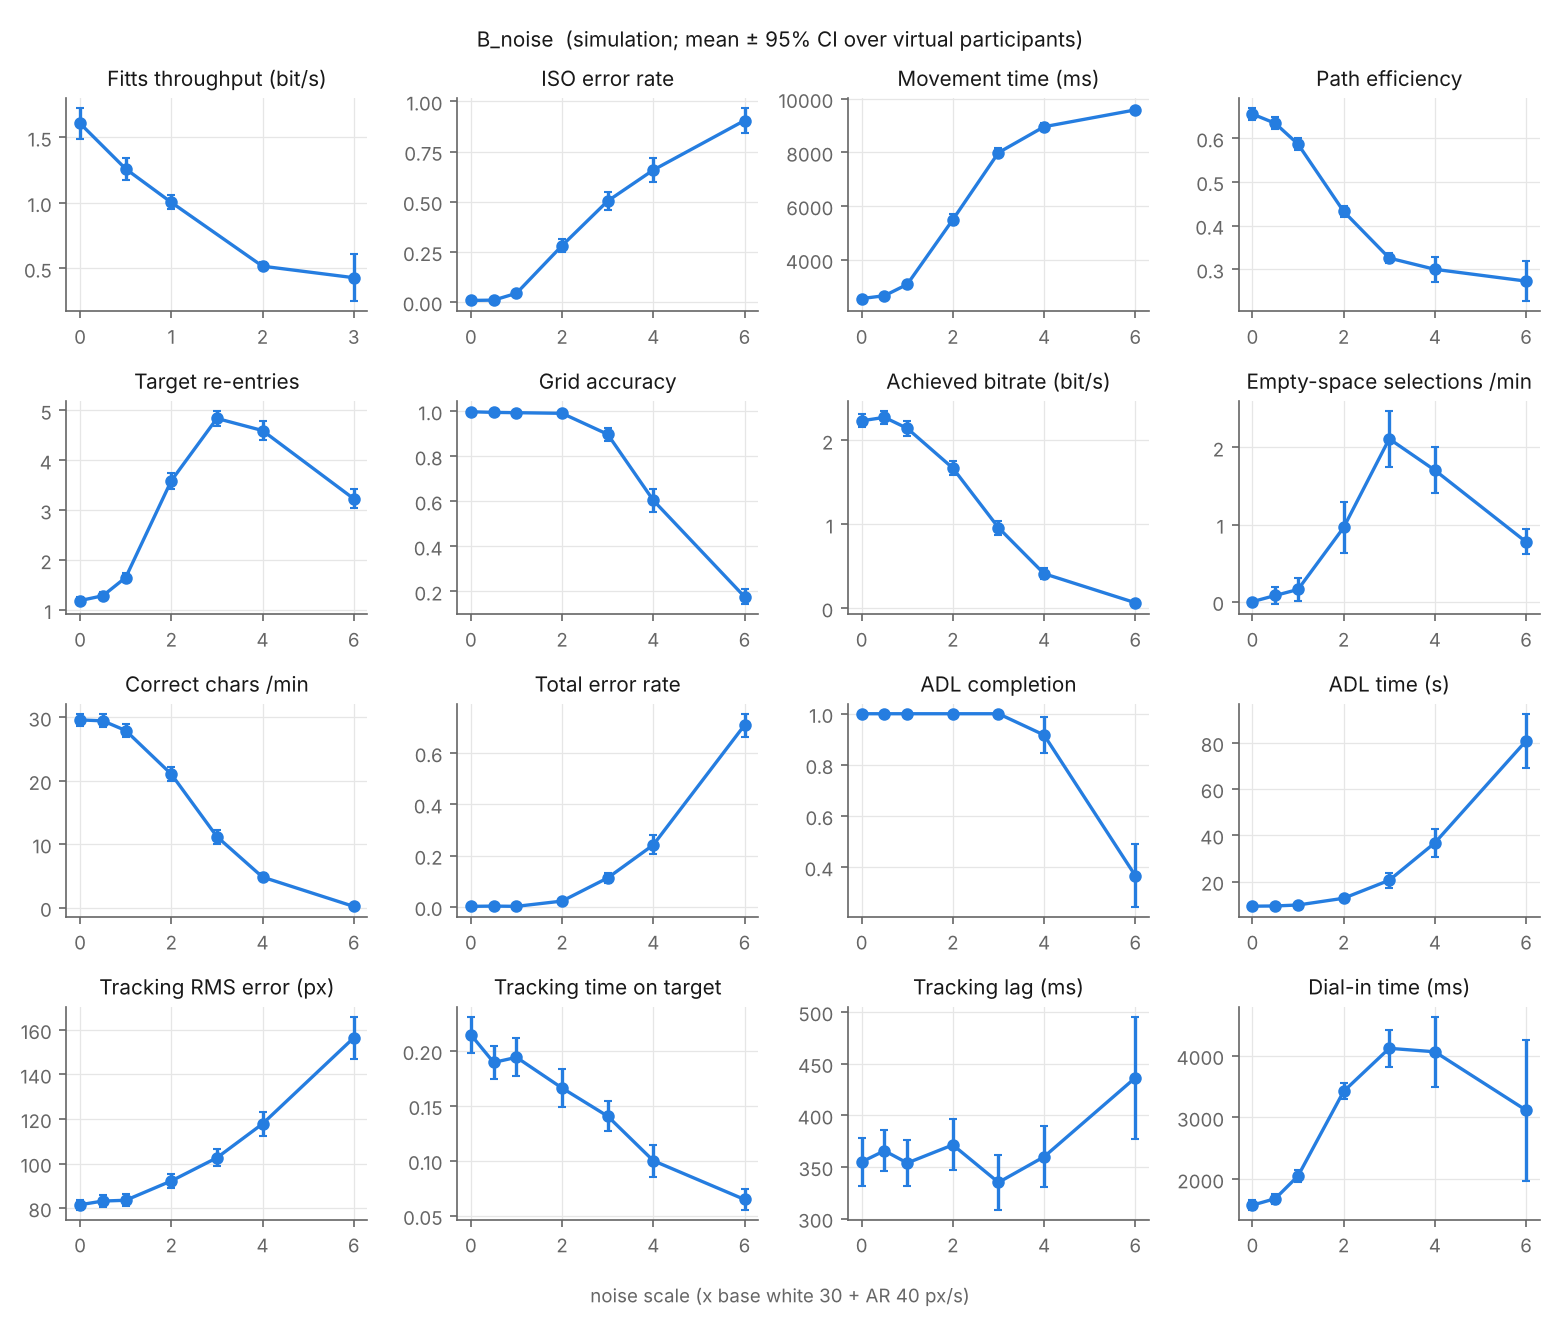 B_noise (simulation; mean ± 95% CI over virtual participants)
Fitts throughput (bit/s)
1.5
1.0
0.5
0 1 2 3
ISO error rate
1.00
0.75
0.50
0.25
0.00
0 2 4 6
Movement time (ms)
10000
8000
6000
4000
0 2 4 6
Path efficiency
0.6
0.5
0.4
0.3
0 2 4 6
Target re-entries
5
4
3
2
1
0 2 4 6
Grid accuracy
1.0
0.8
0.6
0.4
0.2
0 2 4 6
Achieved bitrate (bit/s)
2
1
0
0 2 4 6
Empty-space selections /min
2
1
0
0 2 4 6
Correct chars /min
30
20
10
0
0 2 4 6
Total error rate
0.6
0.4
0.2
0.0
0 2 4 6
ADL completion
1.0
0.8
0.6
0.4
0 2 4 6
ADL time (s)
80
60
40
20
0 2 4 6
Tracking RMS error (px)
160
140
120
100
80
0 2 4 6
Tracking time on target
0.20
0.15
0.10
0.05
0 2 4 6
Tracking lag (ms)
500
450
400
350
300
0 2 4 6
Dial-in time (ms)
4000
3000
2000
0 2 4 6
noise scale (x base white 30 + AR 40 px/s)